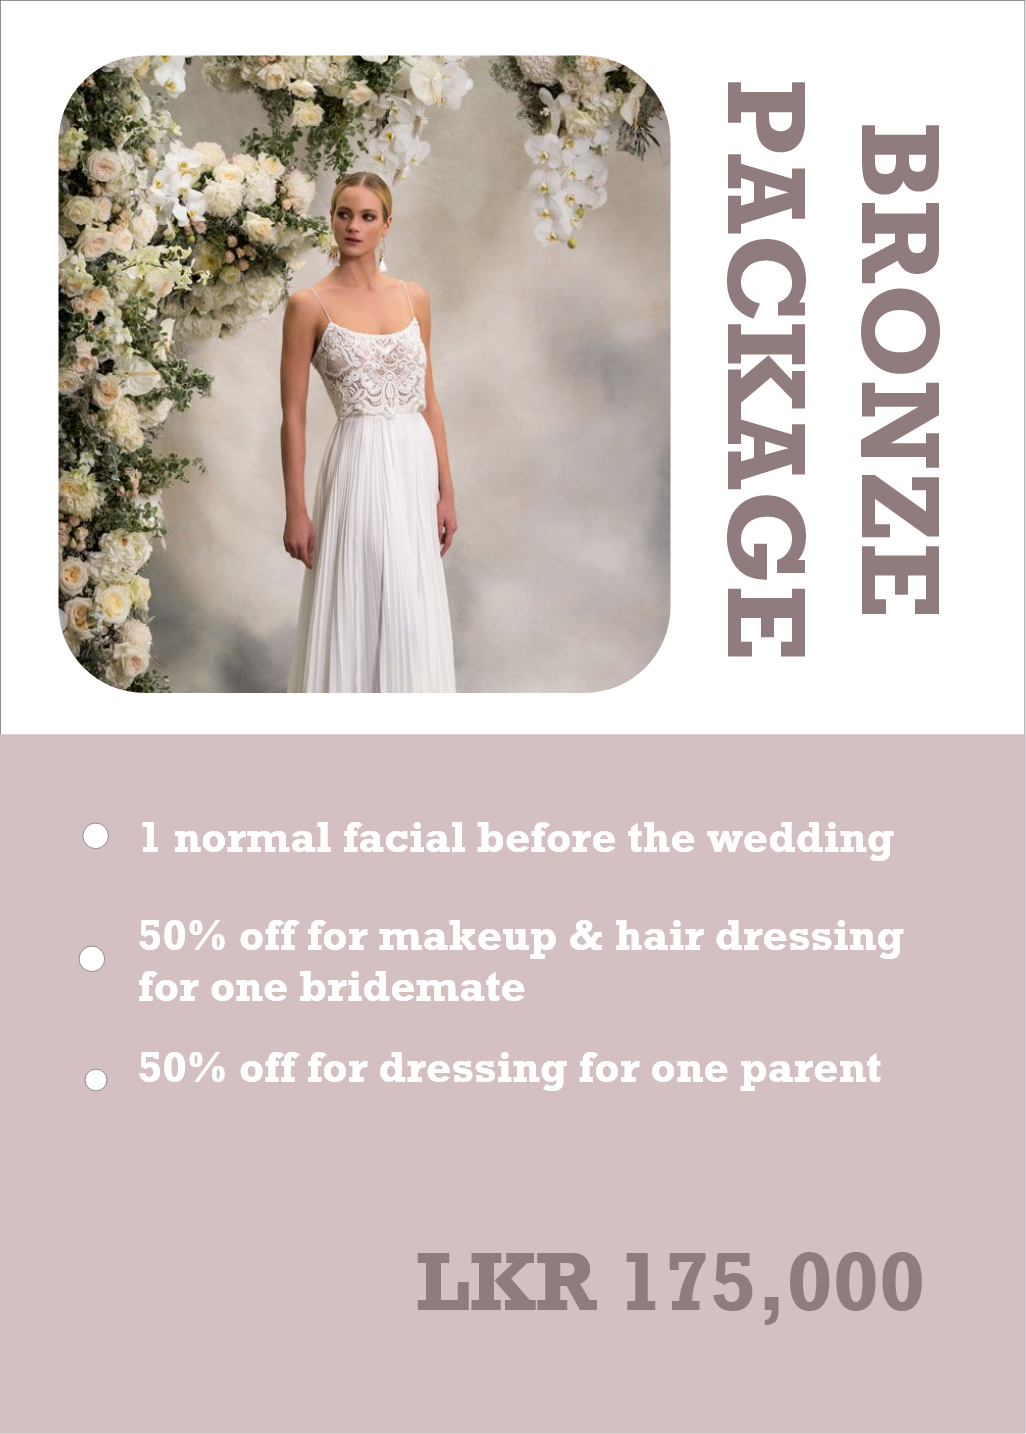 BRONZE
PACKAGE
1 normal facial before the wedding
50% off for makeup & hair dressing
for one bridemate
50% off for dressing for one parent
LKR 175,000